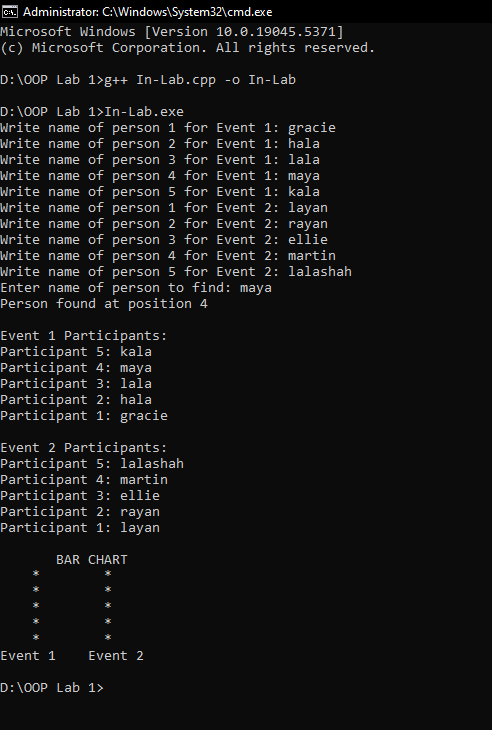 Administrator: C:\Windows\System32\cmd.exe
Microsoft Windows [Version 10.0.19045.5371]
(c) Microsoft Corporation. All rights reserved.
D:\OOP Lab 1>g++ In-Lab.cpp -o In-Lab
D:\OOP Lab 1>In-Lab.exe
Write name of person 1 for Event 1: gracie
Write name of person 2 for Event 1: hala
Write name of person 3 for Event 1: lala
Write name of person 4 for Event 1: maya
Write name of person 5 for Event 1: kala
Write name of person 1 for Event 2: layan
Write name of person 2 for Event 2: rayan
Write name of person 3 for Event 2: ellie
Write name of person 4 for Event 2: martin
Write name of person 5 for Event 2: lalashah
Enter name of person to find: maya
Person found at position 4
Event 1 Participants:
Participant 5: kala
Participant 4: maya
Participant 3: lala
Participant 2: hala
Participant 1: gracie
Event 2 Participants:
Participant 5: lalashah
Participant 4: martin
Participant 3: ellie
Participant 2: rayan
Participant 1: layan
BAR CHART
* *
* *
* *
* *
* *
Event 1 Event 2
D:\OOP Lab 1>